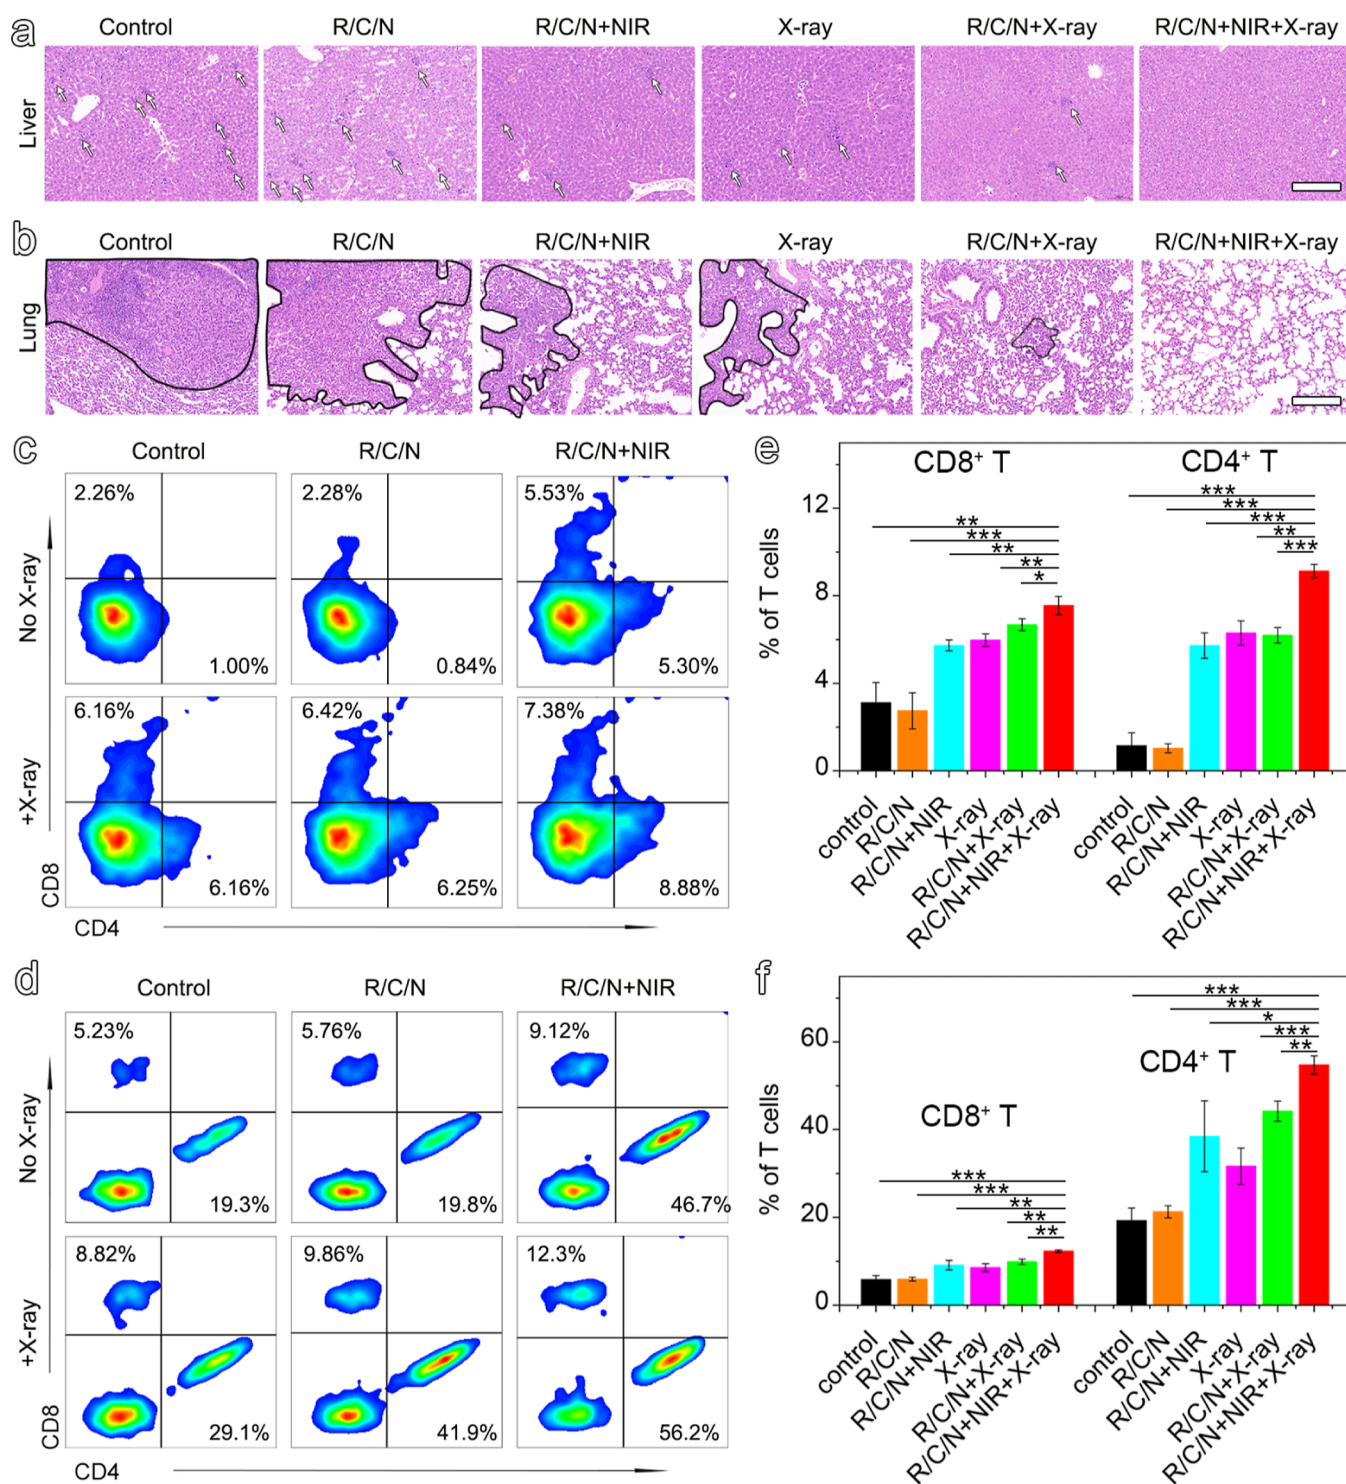 a
Control
R/C/N
R/C/N+NIR
X-ray
R/C/N+X-ray
R/C/N+NIR+X-ray
Liver
b
Control
R/C/N
R/C/N+NIR
X-ray
R/C/N+X-ray
R/C/N+NIR+X-ray
Lung
c
Control
R/C/N
R/C/N+NIR
No X-ray
2.26%
1.00%
2.28%
0.84%
5.53%
5.30%
+X-ray
6.16%
6.16%
6.42%
6.25%
7.38%
8.88%
CD8
CD4
d
Control
R/C/N
R/C/N+NIR
No X-ray
5.23%
19.3%
5.76%
19.8%
9.12%
46.7%
+X-ray
8.82%
29.1%
9.86%
41.9%
12.3%
56.2%
CD8
CD4
e
% of T cells
12
8
4
0
CD8⁺ T
**
***
**
**
*
CD4⁺ T
***
***
***
**
***
control
R/C/N
R/C/N+NIR
X-ray
R/C/N+X-ray
R/C/N+NIR+X-ray
control
R/C/N
R/C/N+NIR
X-ray
R/C/N+X-ray
R/C/N+NIR+X-ray
f
% of T cells
60
40
20
0
CD8⁺ T
***
***
**
**
**
CD4⁺ T
***
***
*
***
**
control
R/C/N
R/C/N+NIR
X-ray
R/C/N+X-ray
R/C/N+NIR+X-ray
control
R/C/N
R/C/N+NIR
X-ray
R/C/N+X-ray
R/C/N+NIR+X-ray